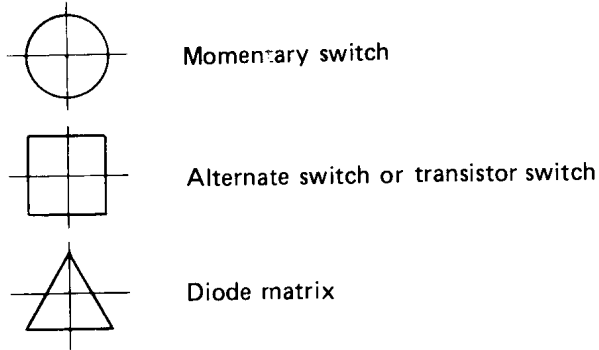 Momentary switch
Alternate switch or transistor switch
Diode matrix